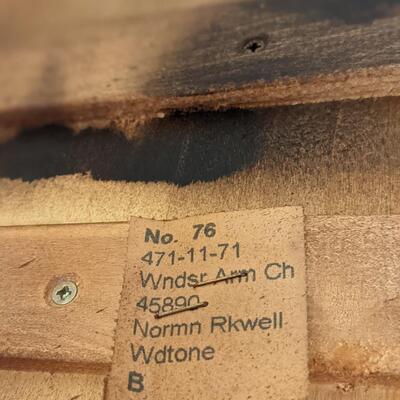 No. 76
471-11-71
Wndsr Arm Ch
45890
Normn Rkwell
Wdtone
B